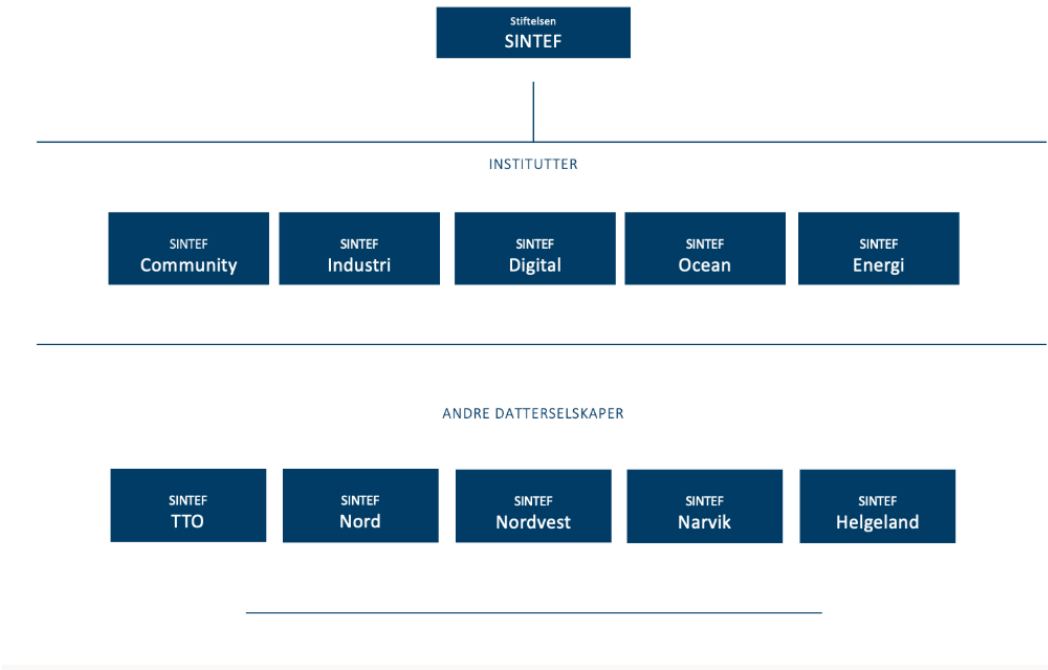 Stiftelsen
SINTEF
INSTITUTTER
SINTEF
Community
SINTEF
Industri
SINTEF
Digital
SINTEF
Ocean
SINTEF
Energi
ANDRE DATTERSELSKAPER
SINTEF
TTO
SINTEF
Nord
SINTEF
Nordvest
SINTEF
Narvik
SINTEF
Helgeland